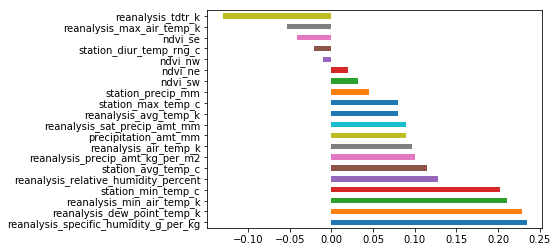 reanalysis_tdtr_k
reanalysis_max_air_temp_k
ndvi_se
station_diur_temp_rng_c
ndvi_nw
ndvi_ne
ndvi_sw
station_precip_mm
station_max_temp_c
reanalysis_avg_temp_k
reanalysis_sat_precip_amt_mm
precipitation_amt_mm
reanalysis_air_temp_k
reanalysis_precip_amt_kg_per_m2
station_avg_temp_c
reanalysis_relative_humidity_percent
station_min_temp_c
reanalysis_min_air_temp_k
reanalysis_dew_point_temp_k
reanalysis_specific_humidity_g_per_kg
−0.10 −0.05 0.00 0.05 0.10 0.15 0.20 0.25